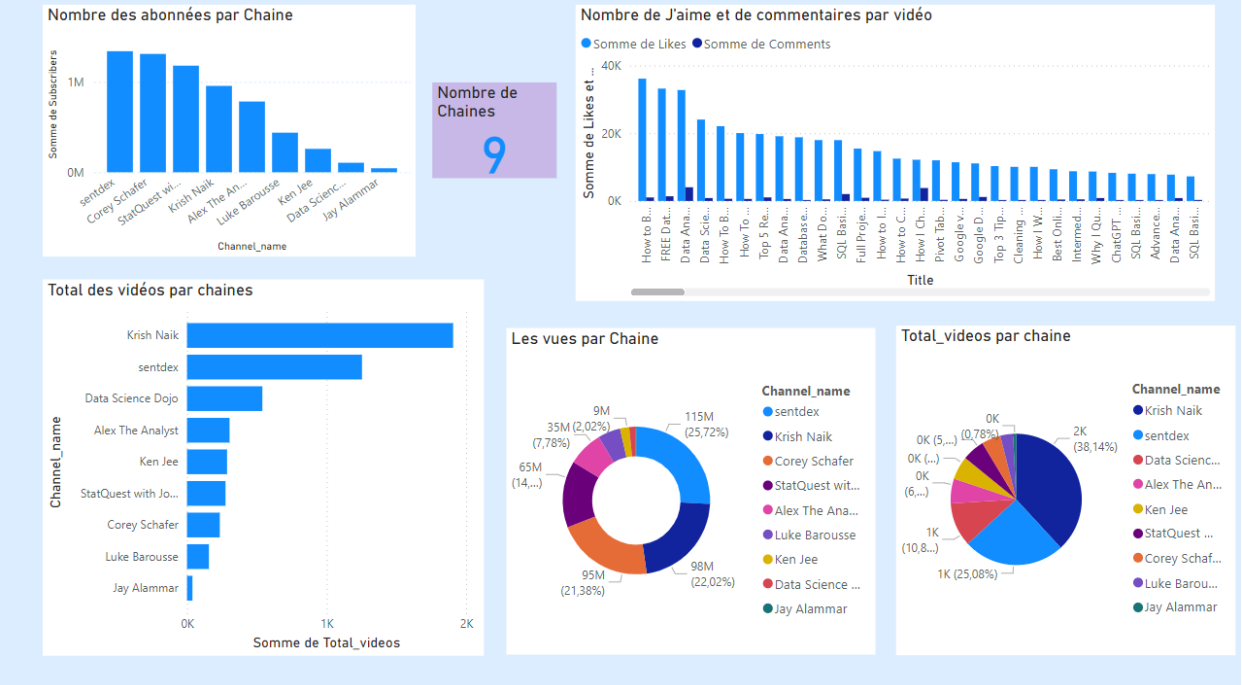 Nombre des abonnées par Chaine
Somme de Subscribers
1M
0M
sentdex
Corey Schafer
StatQuest wi...
Krish Naik
Alex The An...
Luke Barousse
Ken Jee
Data Scienc...
Jay Alammar
Channel_name
Nombre de
Chaines
9
Nombre de J'aime et de commentaires par vidéo
Somme de Likes
Somme de Comments
Somme de Likes et ...
40K
20K
0K
How to B...
FREE Dat...
Data Ana...
Data Scie...
How To B...
How To ...
Top 5 Re...
Data Ana...
Database...
What Do...
SQL Basi...
Full Proje...
How to I...
How to C...
How I Ch...
Pivot Tab...
Google v...
Google D...
Top 3 Tip...
Cleaning ...
How I W...
Best Onli...
Intermed...
Why I Qu...
ChatGPT ...
SQL Basi...
Advance...
Data Ana...
SQL Basi...
Title
Total des vidéos par chaines
Channel_name
Krish Naik
sentdex
Data Science Dojo
Alex The Analyst
Ken Jee
StatQuest with Jo...
Corey Schafer
Luke Barousse
Jay Alammar
0K
1K
2K
Somme de Total_videos
Les vues par Chaine
115M
(25,72%)
98M
(22,02%)
95M
(21,38%)
65M
(14,...)
35M
(7,78%)
9M
(2,02%)
Channel_name
sentdex
Krish Naik
Corey Schafer
StatQuest wit...
Alex The Ana...
Luke Barousse
Ken Jee
Data Science ...
Jay Alammar
Total_videos par chaine
2K
(38,14%)
1K (25,08%)
1K
(10,8...)
0K
(6,...)
0K (...)
0K (5,...)
0K
(0,78%)
Channel_name
Krish Naik
sentdex
Data Scienc...
Alex The An...
Ken Jee
StatQuest ...
Corey Schaf...
Luke Barou...
Jay Alammar